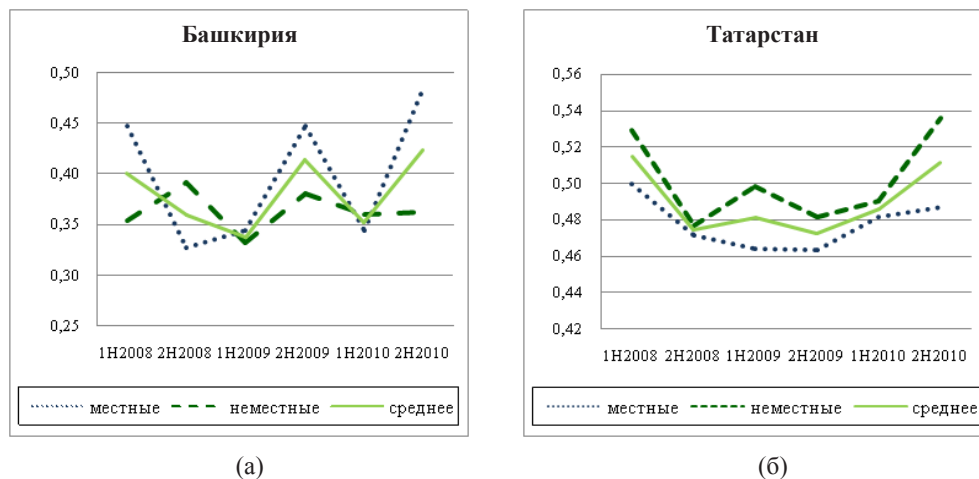 Башкирия
0,50
0,45
0,40
0,35
0,30
0,25
1H2008 2H2008 1H2009 2H2009 1H2010 2H2010
местные неместные среднее
(а)
Татарстан
0,56
0,54
0,52
0,50
0,48
0,46
0,44
0,42
1H2008 2H2008 1H2009 2H2009 1H2010 2H2010
местные неместные среднее
(б)